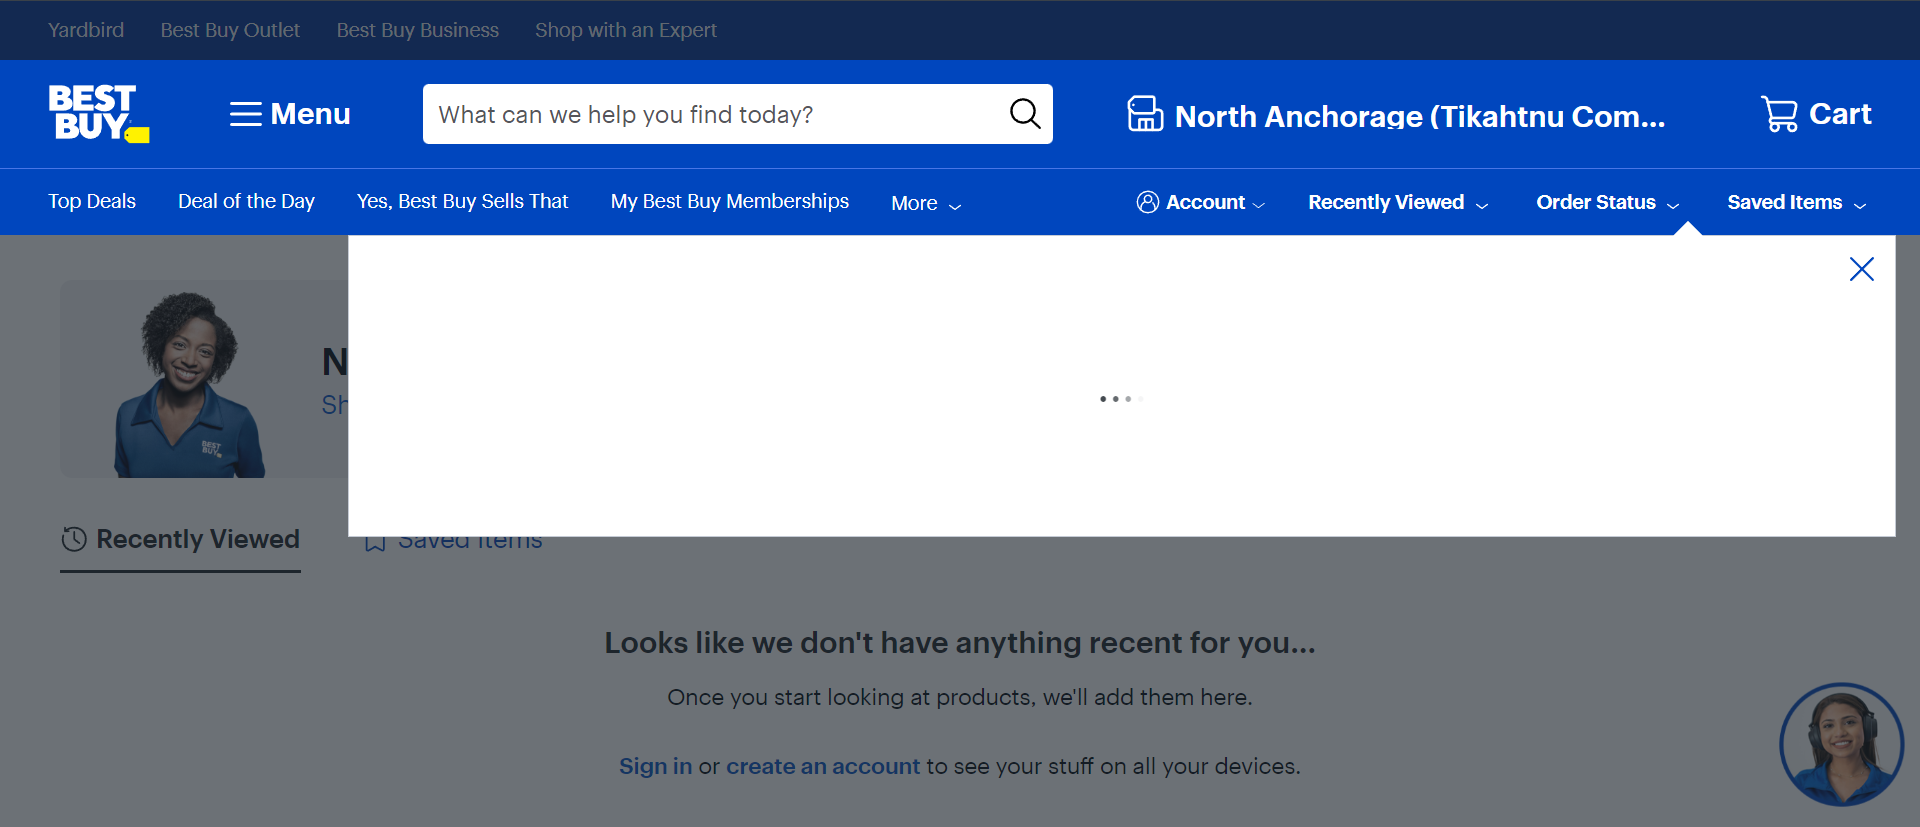 Yardbird Best Buy Outlet Best Buy Business Shop with an Expert
BEST
BUY
Menu
What can we help you find today?
North Anchorage (Tikahtnu Com...
Cart
Top Deals Deal of the Day Yes, Best Buy Sells That My Best Buy Memberships More
Account Recently Viewed Order Status Saved Items
N
Sh
BEST
BUY
Recently Viewed
Saved Items
Looks like we don't have anything recent for you...
Once you start looking at products, we'll add them here.
Sign in or create an account to see your stuff on all your devices.